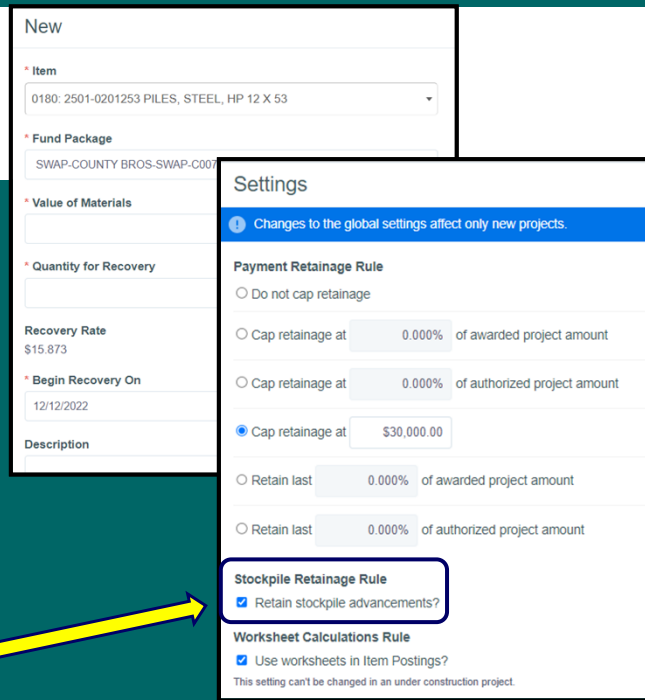 New
* Item
0180: 2501-0201253 PILES, STEEL, HP 12 X 53
* Fund Package
SWAP-COUNTY BROS-SWAP-C007
* Value of Materials
* Quantity for Recovery
Recovery Rate
$15.873
* Begin Recovery On
12/12/2022
Description
Settings
Changes to the global settings affect only new projects.
Payment Retainage Rule
Do not cap retainage
Cap retainage at 0.000% of awarded project amount
Cap retainage at 0.000% of authorized project amount
Cap retainage at $30,000.00
Retain last 0.000% of awarded project amount
Retain last 0.000% of authorized project amount
Stockpile Retainage Rule
Retain stockpile advancements?
Worksheet Calculations Rule
Use worksheets in Item Postings?
This setting can't be changed in an under construction project.